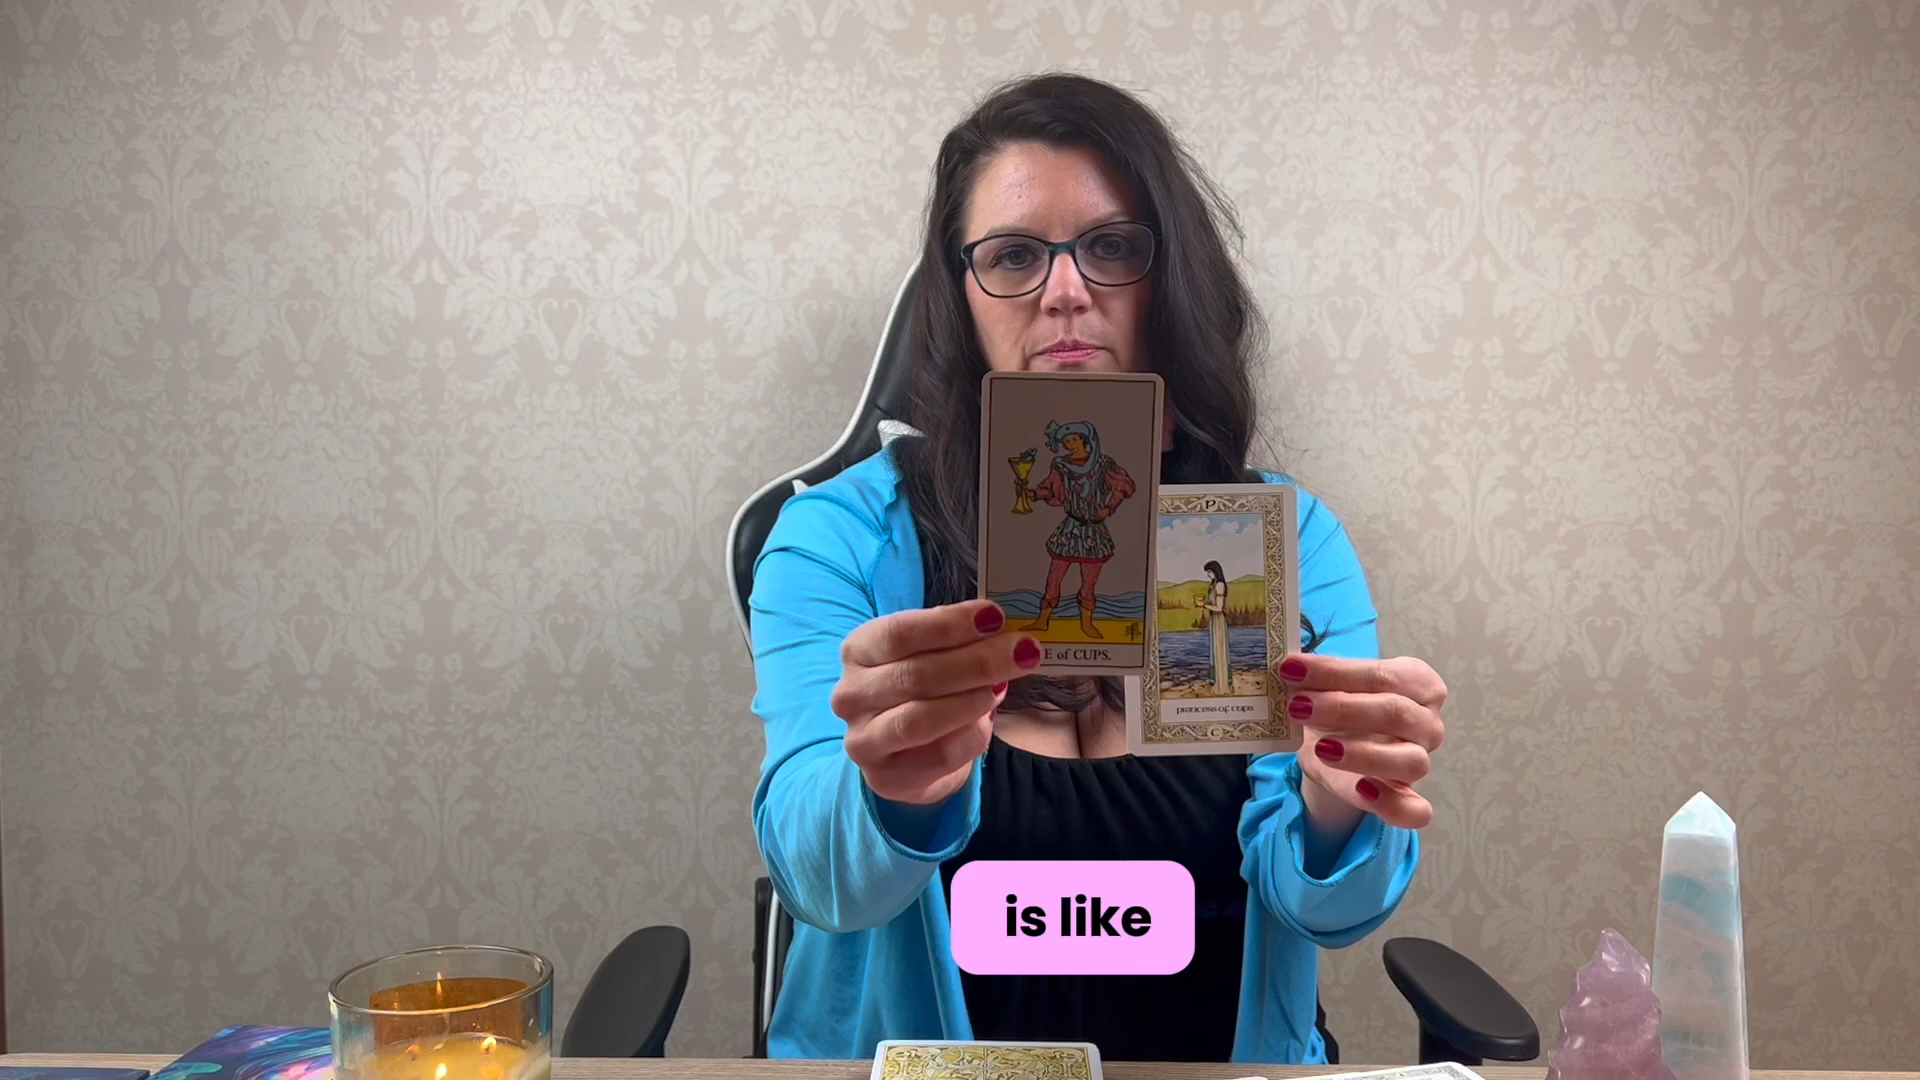 E of CUPS.
P
princess of cups
C
is like